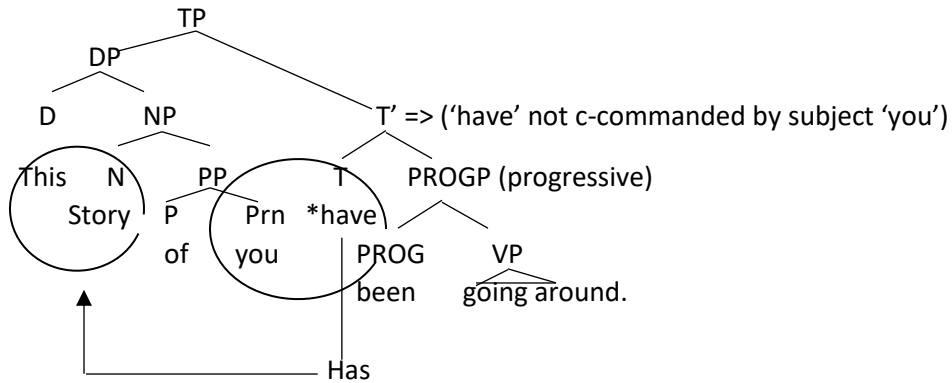 TP
DP
D NP T' => ('have' not c-commanded by subject 'you')
This N PP T PROGP (progressive)
Story P Prn *have
of you PROG VP
been going around.
Has